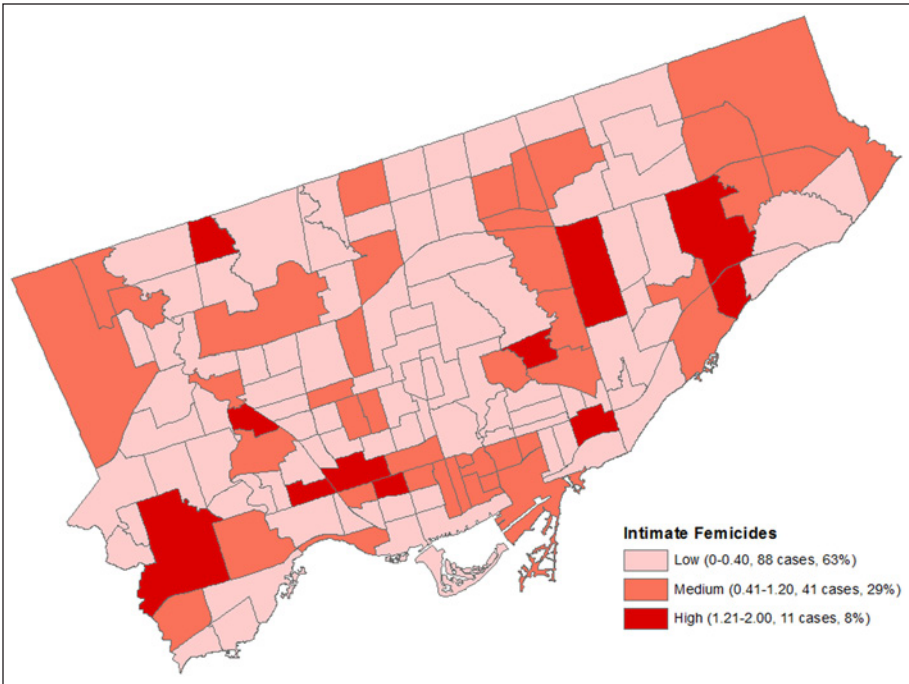 Intimate Femicides
Low (0-0.40, 88 cases, 63%)
Medium (0.41-1.20, 41 cases, 29%)
High (1.21-2.00, 11 cases, 8%)